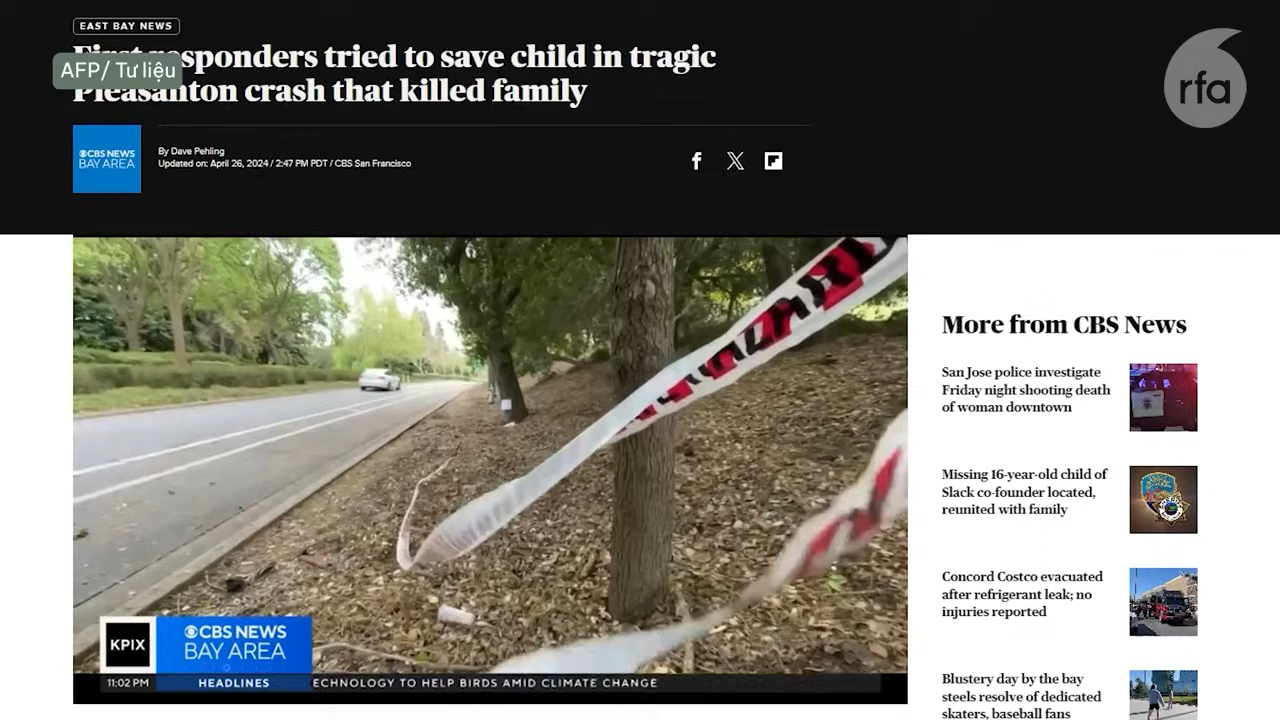 EAST BAY NEWS
First responders tried to save child in tragic
Pleasanton crash that killed family
AFP/ Tư liệu
rfa
CBS NEWS
BAY AREA
By Dave Pehling
Updated on: April 26, 2024 / 2:47 PM PDT / CBS San Francisco
More from CBS News
San Jose police investigate
Friday night shooting death
of woman downtown
Missing 16-year-old child of
Slack co-founder located,
reunited with family
Concord Costco evacuated
after refrigerant leak; no
injuries reported
Blustery day by the bay
steels resolve of dedicated
skaters, baseball fans
KPIX
CBS NEWS
BAY AREA
11:02 PM
HEADLINES
ECHNOLOGY TO HELP BIRDS AMID CLIMATE CHANGE